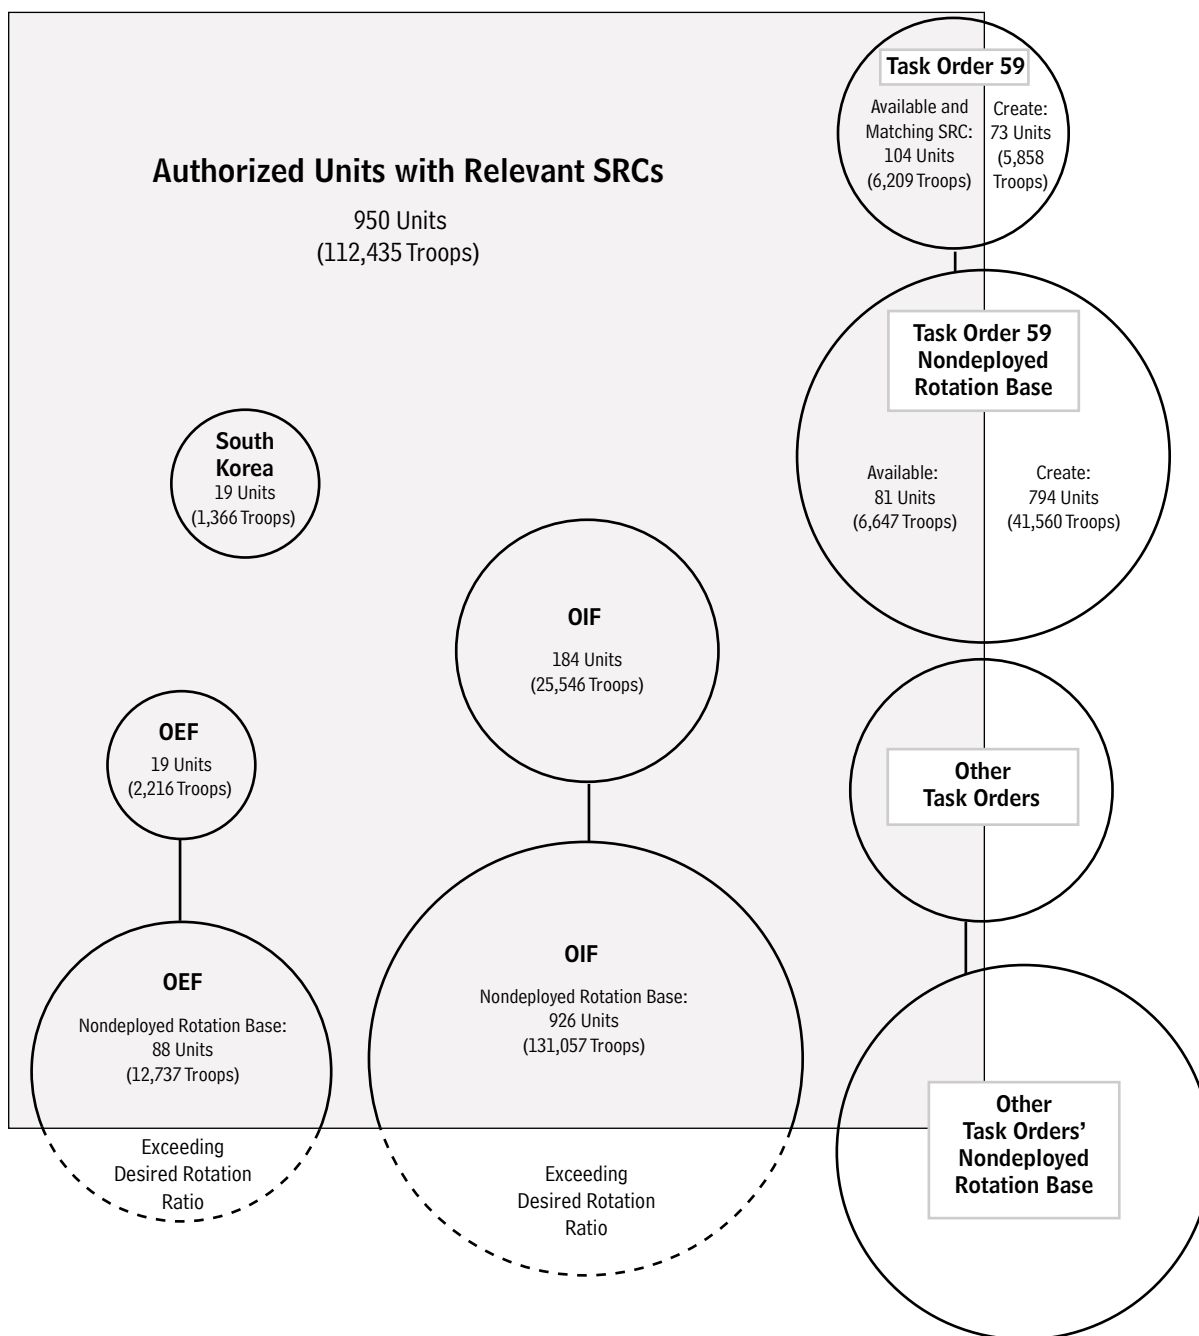 Authorized Units with Relevant SRCs
950 Units
(112,435 Troops)
Task Order 59
Available and
Matching SRC:
104 Units
(6,209 Troops)
Create:
73 Units
(5,858
Troops)
Task Order 59
Nondeployed
Rotation Base
Available:
81 Units
(6,647 Troops)
Create:
794 Units
(41,560 Troops)
South
Korea
19 Units
(1,366 Troops)
OIF
184 Units
(25,546 Troops)
OEF
19 Units
(2,216 Troops)
Other
Task Orders
OEF
Nondeployed Rotation Base:
88 Units
(12,737 Troops)
Exceeding
Desired Rotation
Ratio
OIF
Nondeployed Rotation Base:
926 Units
(131,057 Troops)
Exceeding
Desired Rotation
Ratio
Other
Task Orders’
Nondeployed
Rotation Base